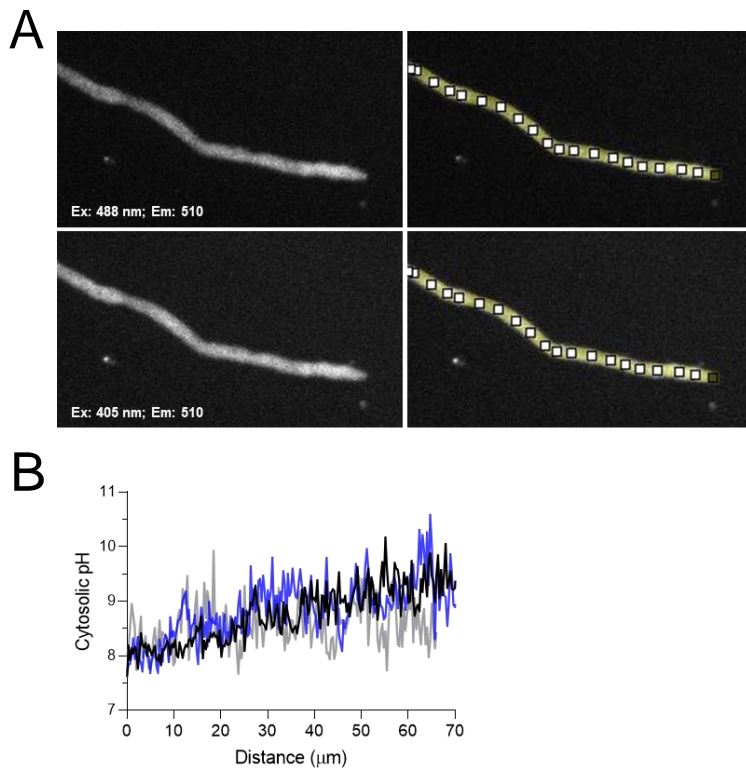 A
Ex: 488 nm; Em: 510
Ex: 405 nm; Em: 510
B
11
10
9
8
7
Cytosolic pH
0 10 20 30 40 50 60 70
Distance (μm)